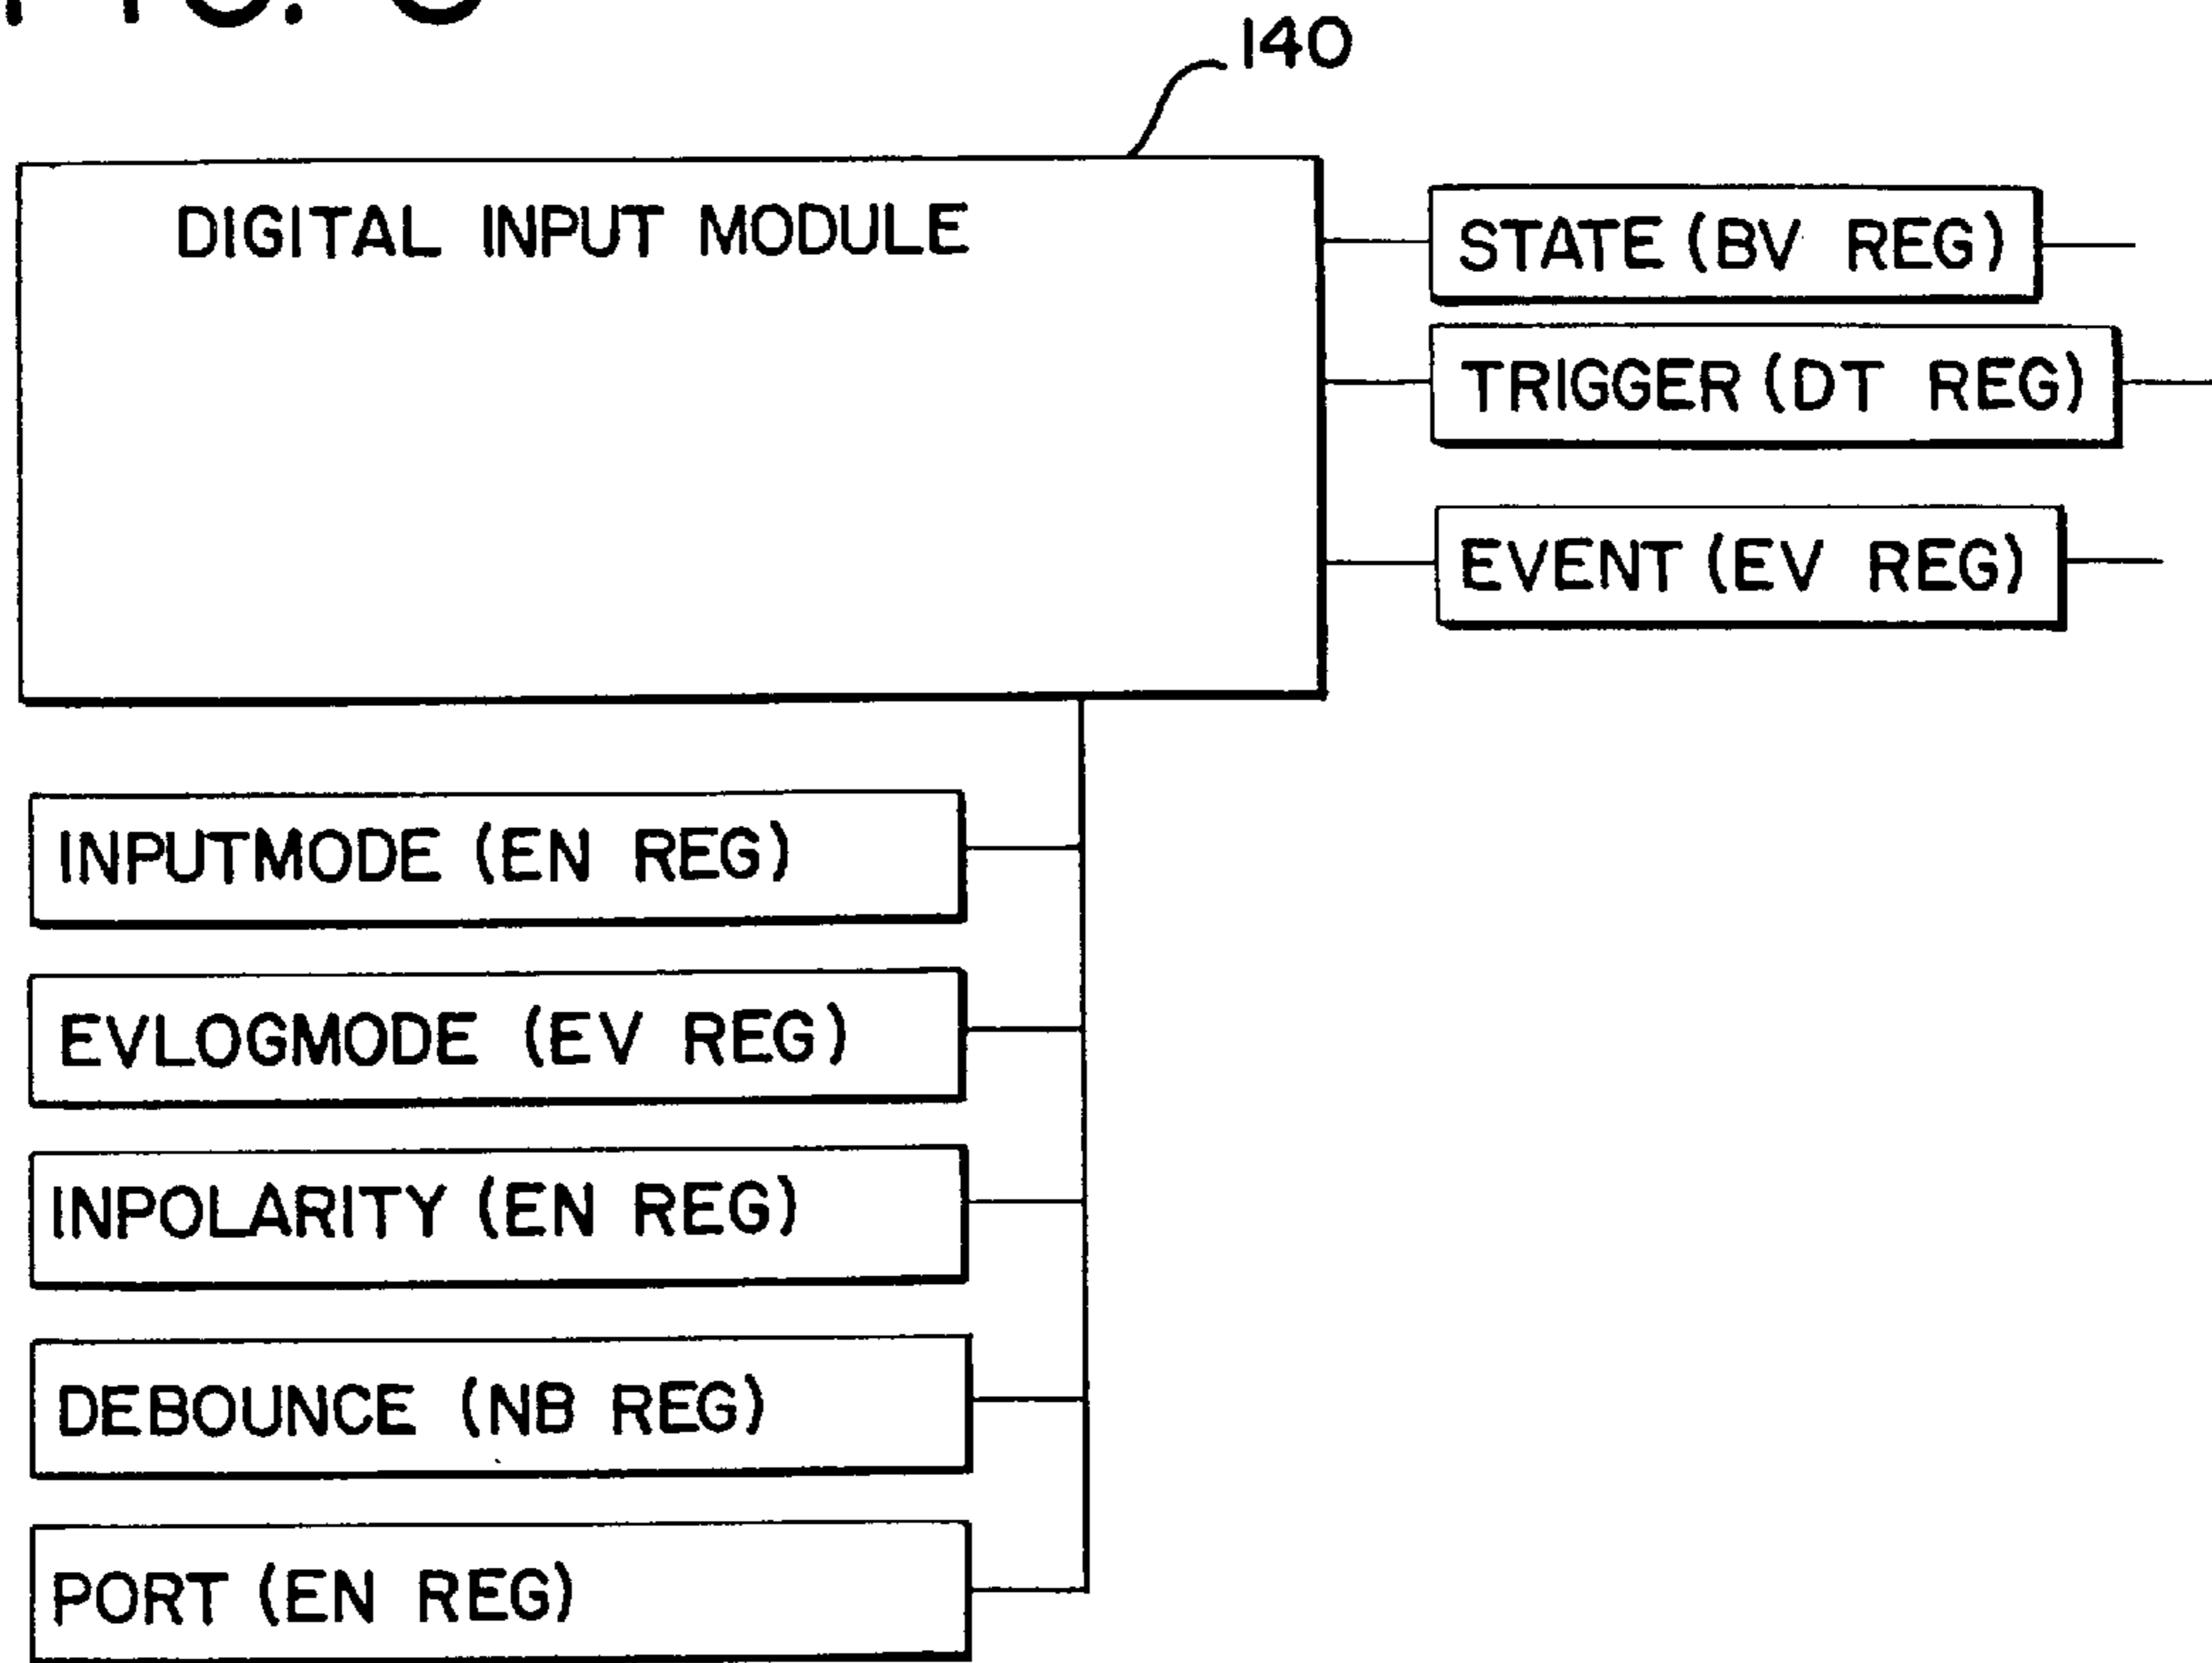 140
DIGITAL INPUT MODULE
STATE (BV REG)
TRIGGER (DT REG)
EVENT (EV REG)
INPUTMODE (EN REG)
EVLOGMODE (EV REG)
INPOLARITY (EN REG)
DEBOUNCE (NB REG)
PORT (EN REG)